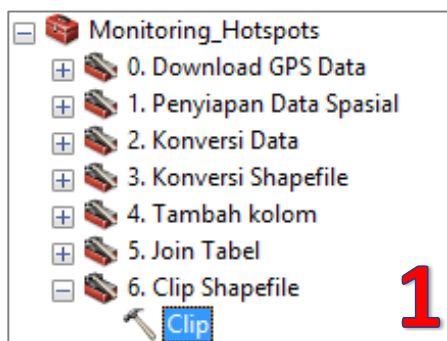 Monitoring_Hotspots
0. Download GPS Data
1. Penyiapan Data Spasial
2. Konversi Data
3. Konversi Shapefile
4. Tambah kolom
5. Join Tabel
6. Clip Shapefile
Clip
1